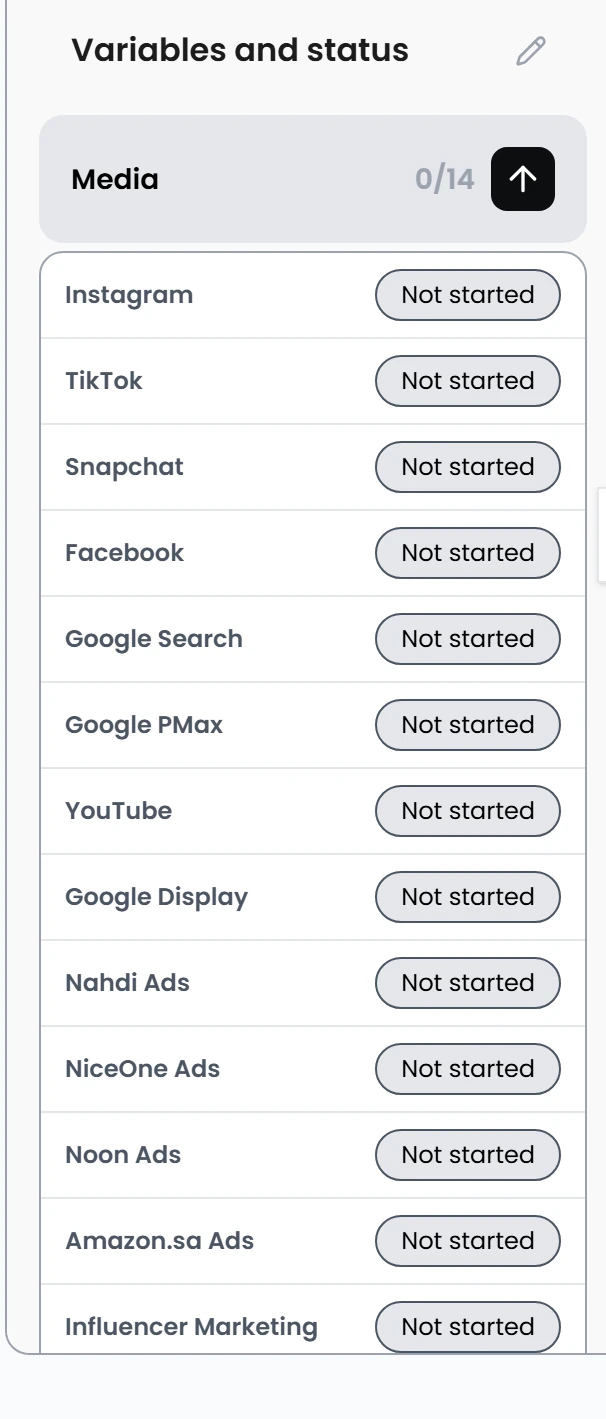 Variables and status
Media 0/14
Instagram Not started
TikTok Not started
Snapchat Not started
Facebook Not started
Google Search Not started
Google PMax Not started
YouTube Not started
Google Display Not started
Nahdi Ads Not started
NiceOne Ads Not started
Noon Ads Not started
Amazon.sa Ads Not started
Influencer Marketing Not started